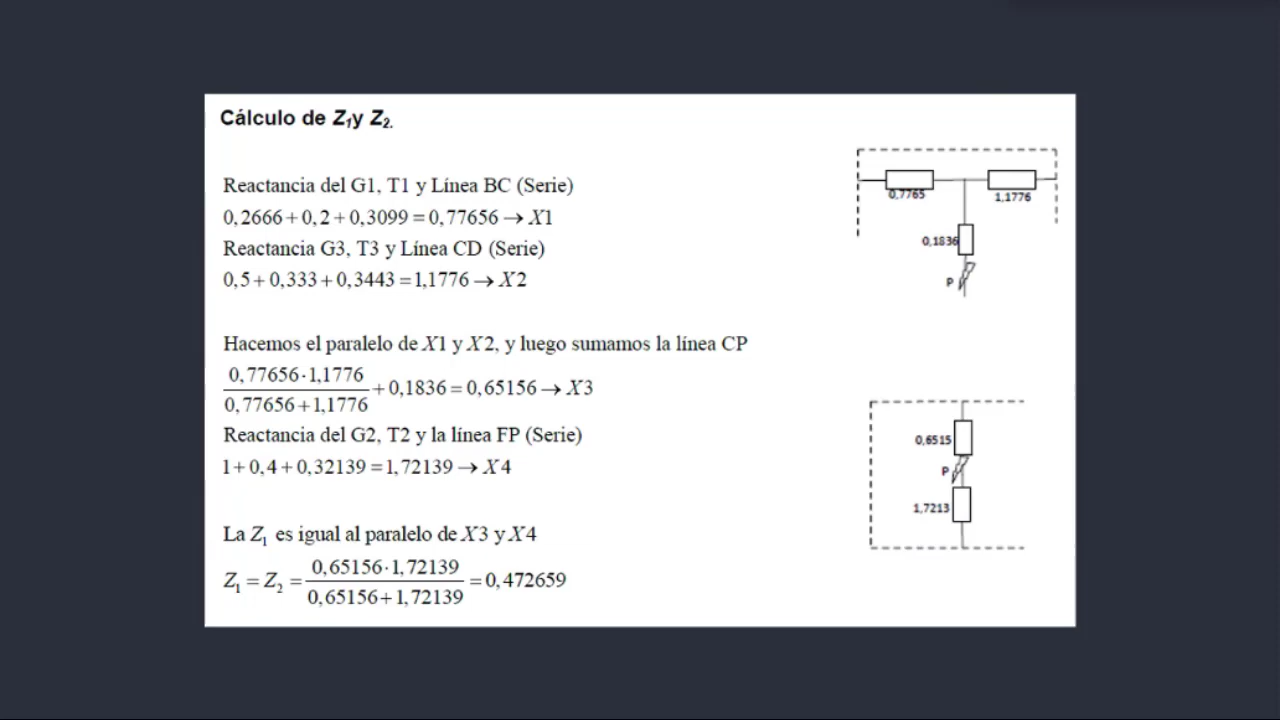 Cálculo de Z₁y Z₂.
Reactancia del G1, T1 y Línea BC (Serie)
0,2666+0,2+0,3099=0,77656→X1
Reactancia G3, T3 y Línea CD (Serie)
0,5+0,333+0,3443=1,1776→X2
Hacemos el paralelo de X1 y X2, y luego sumamos la línea CP
0,77656·1,1776
+0,1836=0,65156→X3
0,77656+1,1776
Reactancia del G2, T2 y la línea FP (Serie)
1+0,4+0,32139=1,72139→X4
La Z₁ es igual al paralelo de X3 y X4
0,65156·1,72139
Z₁=Z₂= =0,472659
0,65156+1,72139
0,7765
1,1776
0,1836
P
0,6515
P
1,7213